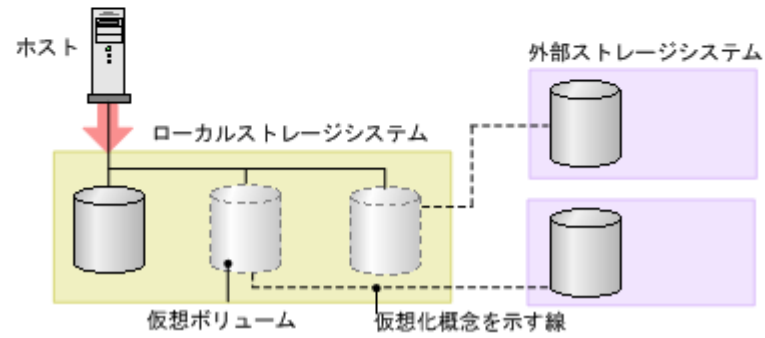 ホスト
外部ストレージシステム
ローカルストレージシステム
仮想ボリューム
仮想化概念を示す線